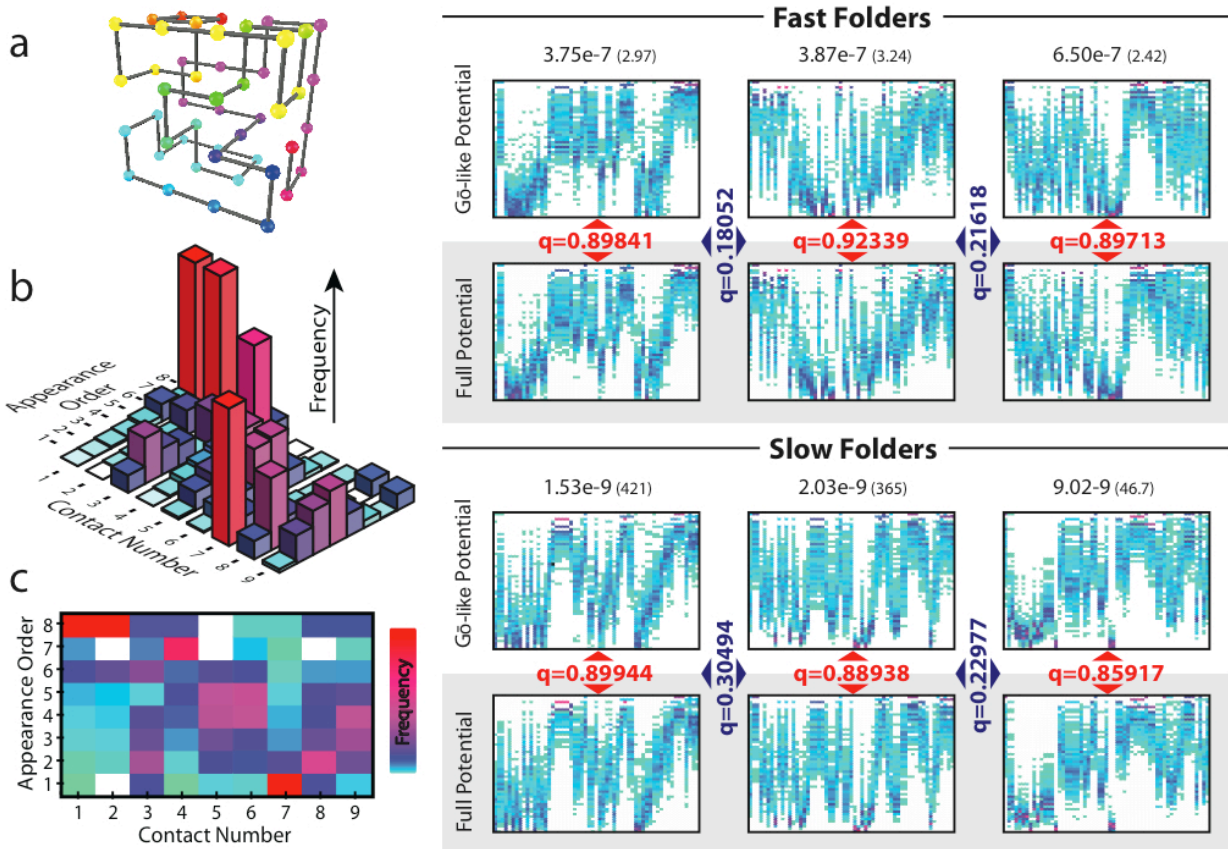 a
b
Frequency
Appearance
Order
1 2 3 4 5 6 7 8
1 2 3 4 5 6 7 8 9
Contact Number
c
Appearance Order
8
7
6
5
4
3
2
1
1 2 3 4 5 6 7 8 9
Contact Number
Frequency
Fast Folders
3.75e-7 (2.97) 3.87e-7 (3.24) 6.50e-7 (2.42)
Gō-like Potential
q=0.89841 q=0.18052 q=0.92339 q=0.21618 q=0.89713
Full Potential
Slow Folders
1.53e-9 (421) 2.03e-9 (365) 9.02-9 (46.7)
Gō-like Potential
q=0.89944 q=0.30494 q=0.88938 q=0.22977 q=0.85917
Full Potential